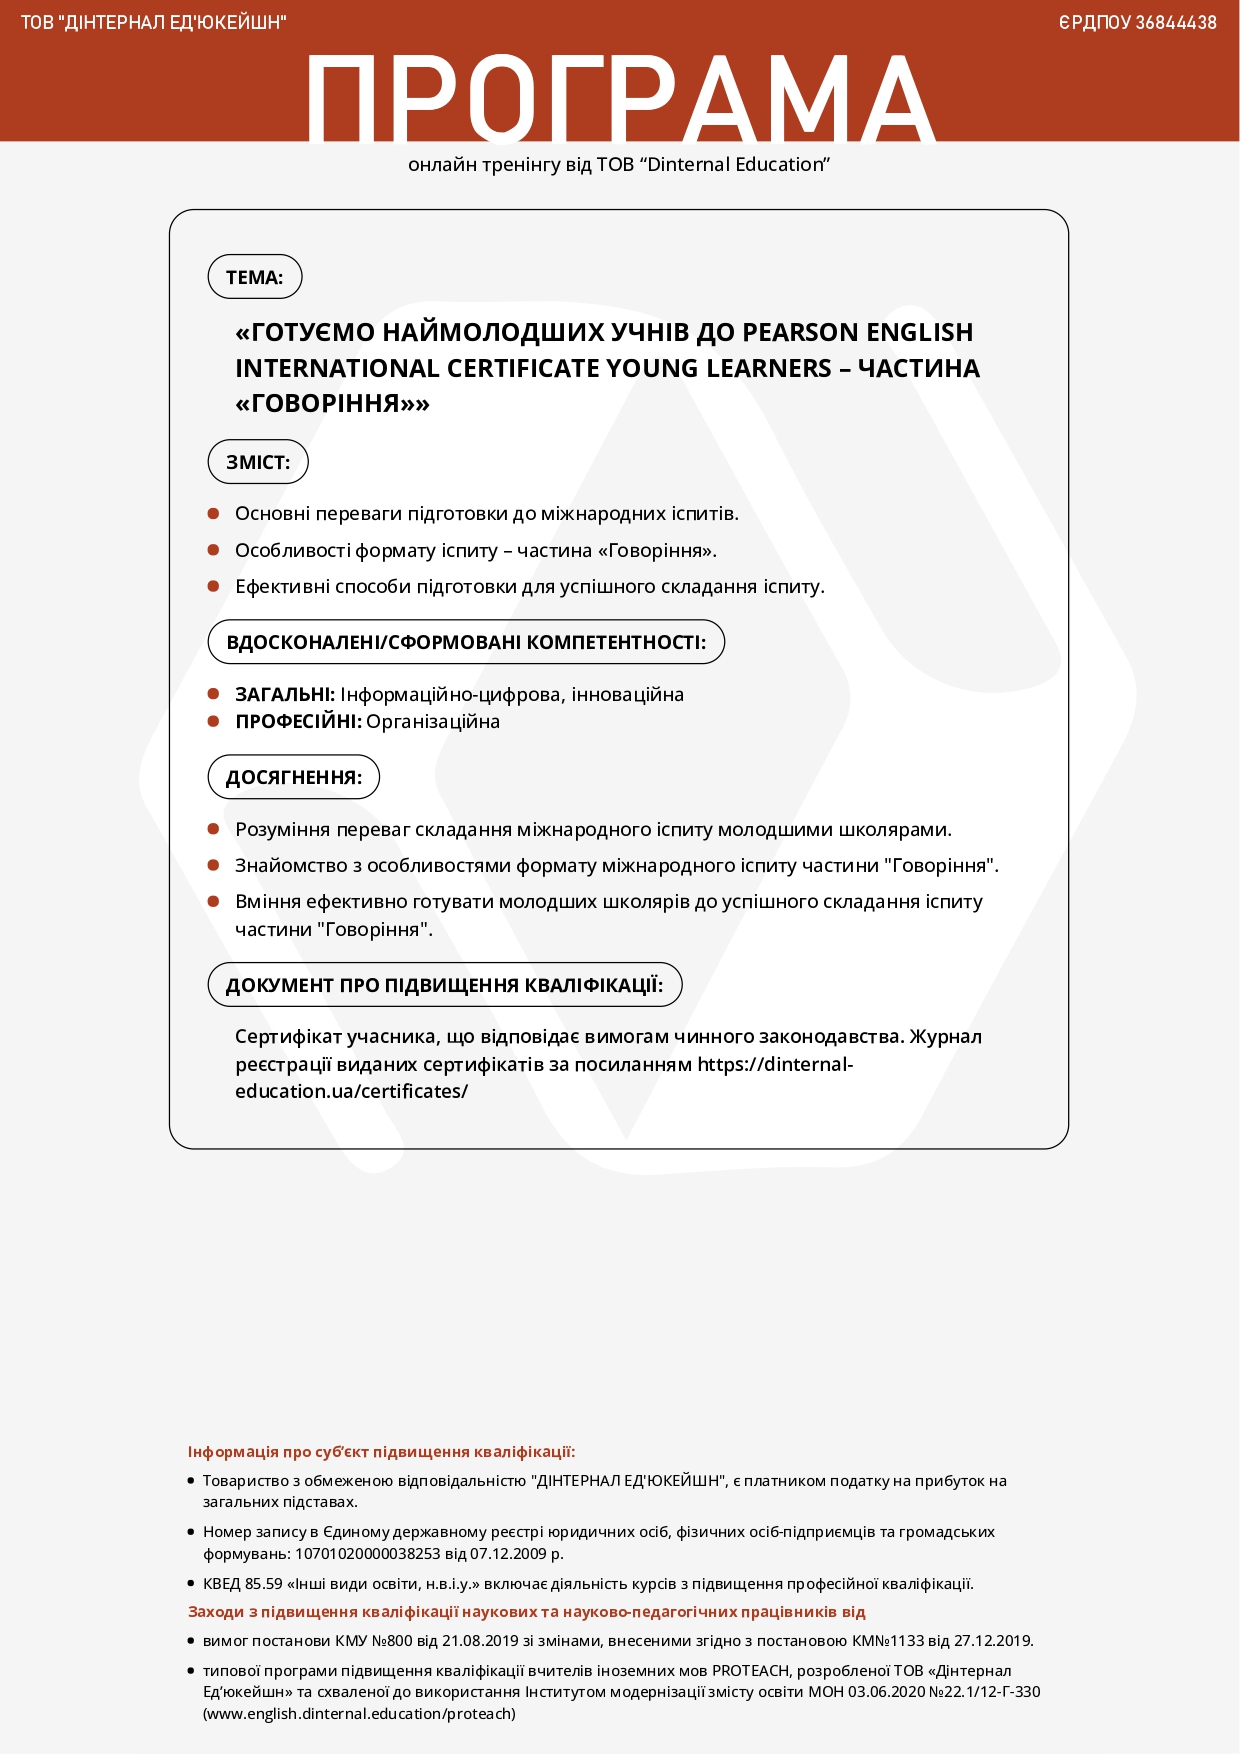 ТОВ "ДІНТЕРНАЛ ЕД'ЮКЕЙШН"
ЄРДПОУ 36844438
ПРОГРАМА
онлайн тренінгу від ТОВ “Dinternal Education”
ТЕМА:
«ГОТУЄМО НАЙМОЛОДШИХ УЧНІВ ДО PEARSON ENGLISH
INTERNATIONAL CERTIFICATE YOUNG LEARNERS – ЧАСТИНА
«ГОВОРІННЯ»»
ЗМІСТ:
Основні переваги підготовки до міжнародних іспитів.
Особливості формату іспиту – частина «Говоріння».
Ефективні способи підготовки для успішного складання іспиту.
ВДОСКОНАЛЕНІ/СФОРМОВАНІ КОМПЕТЕНТНОСТІ:
ЗАГАЛЬНІ: Інформаційно-цифрова, інноваційна
ПРОФЕСІЙНІ: Організаційна
ДОСЯГНЕННЯ:
Розуміння переваг складання міжнародного іспиту молодшими школярами.
Знайомство з особливостями формату міжнародного іспиту частини "Говоріння".
Вміння ефективно готувати молодших школярів до успішного складання іспиту
частини "Говоріння".
ДОКУМЕНТ ПРО ПІДВИЩЕННЯ КВАЛІФІКАЦІЇ:
Сертифікат учасника, що відповідає вимогам чинного законодавства. Журнал
реєстрації виданих сертифікатів за посиланням https://dinternal-
education.ua/certificates/
Інформація про суб’єкт підвищення кваліфікації:
Товариство з обмеженою відповідальністю "ДІНТЕРНАЛ ЕД'ЮКЕЙШН", є платником податку на прибуток на
загальних підставах.
Номер запису в Єдиному державному реєстрі юридичних осіб, фізичних осіб-підприємців та громадських
формувань: 10701020000038253 від 07.12.2009 р.
КВЕД 85.59 «Інші види освіти, н.в.і.у.» включає діяльність курсів з підвищення професійної кваліфікації.
Заходи з підвищення кваліфікації наукових та науково-педагогічних працівників від
вимог постанови КМУ №800 від 21.08.2019 зі змінами, внесеними згідно з постановою КМ№1133 від 27.12.2019.
типової програми підвищення кваліфікації вчителів іноземних мов PROTEACH, розробленої ТОВ «Дінтернал
Ед’юкейшн» та схваленої до використання Інститутом модернізації змісту освіти МОН 03.06.2020 №22.1/12-Г-330
(www.english.dinternal.education/proteach)